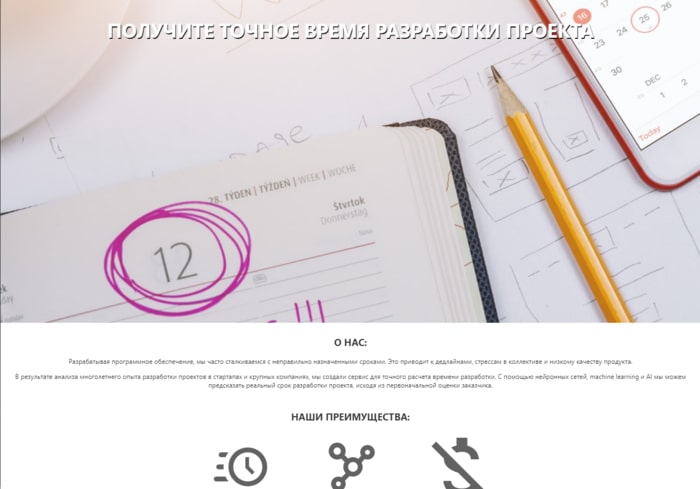 ПОЛУЧИТЕ ТОЧНОЕ ВРЕМЯ РАЗРАБОТКИ ПРОЕКТА
16
25
23
24
30
DEC
1 2
Today
28. TÝDEN | TÝŽDEŇ | WEEK | WOCHE
Štvrtok
Donnerstag
12
!!!
О НАС:
Разрабатывая програмное обеспечение, мы часто сталкиваемся с неправильно назначенными сроками. Это приводит к дедлайнами, стрессам в коллективе и низкому качеству продукта.
В результате анализа многолетнего опыта разработки проектов в стартапах и крупных компаниях, мы создали сервис для точного расчета времени разработки. С помощью нейронных сетей, machine learning и AI мы можем
предсказать реальный срок разработки проекта, исходя из первоначальной оценки заказчика.
НАШИ ПРЕИМУЩЕСТВА: